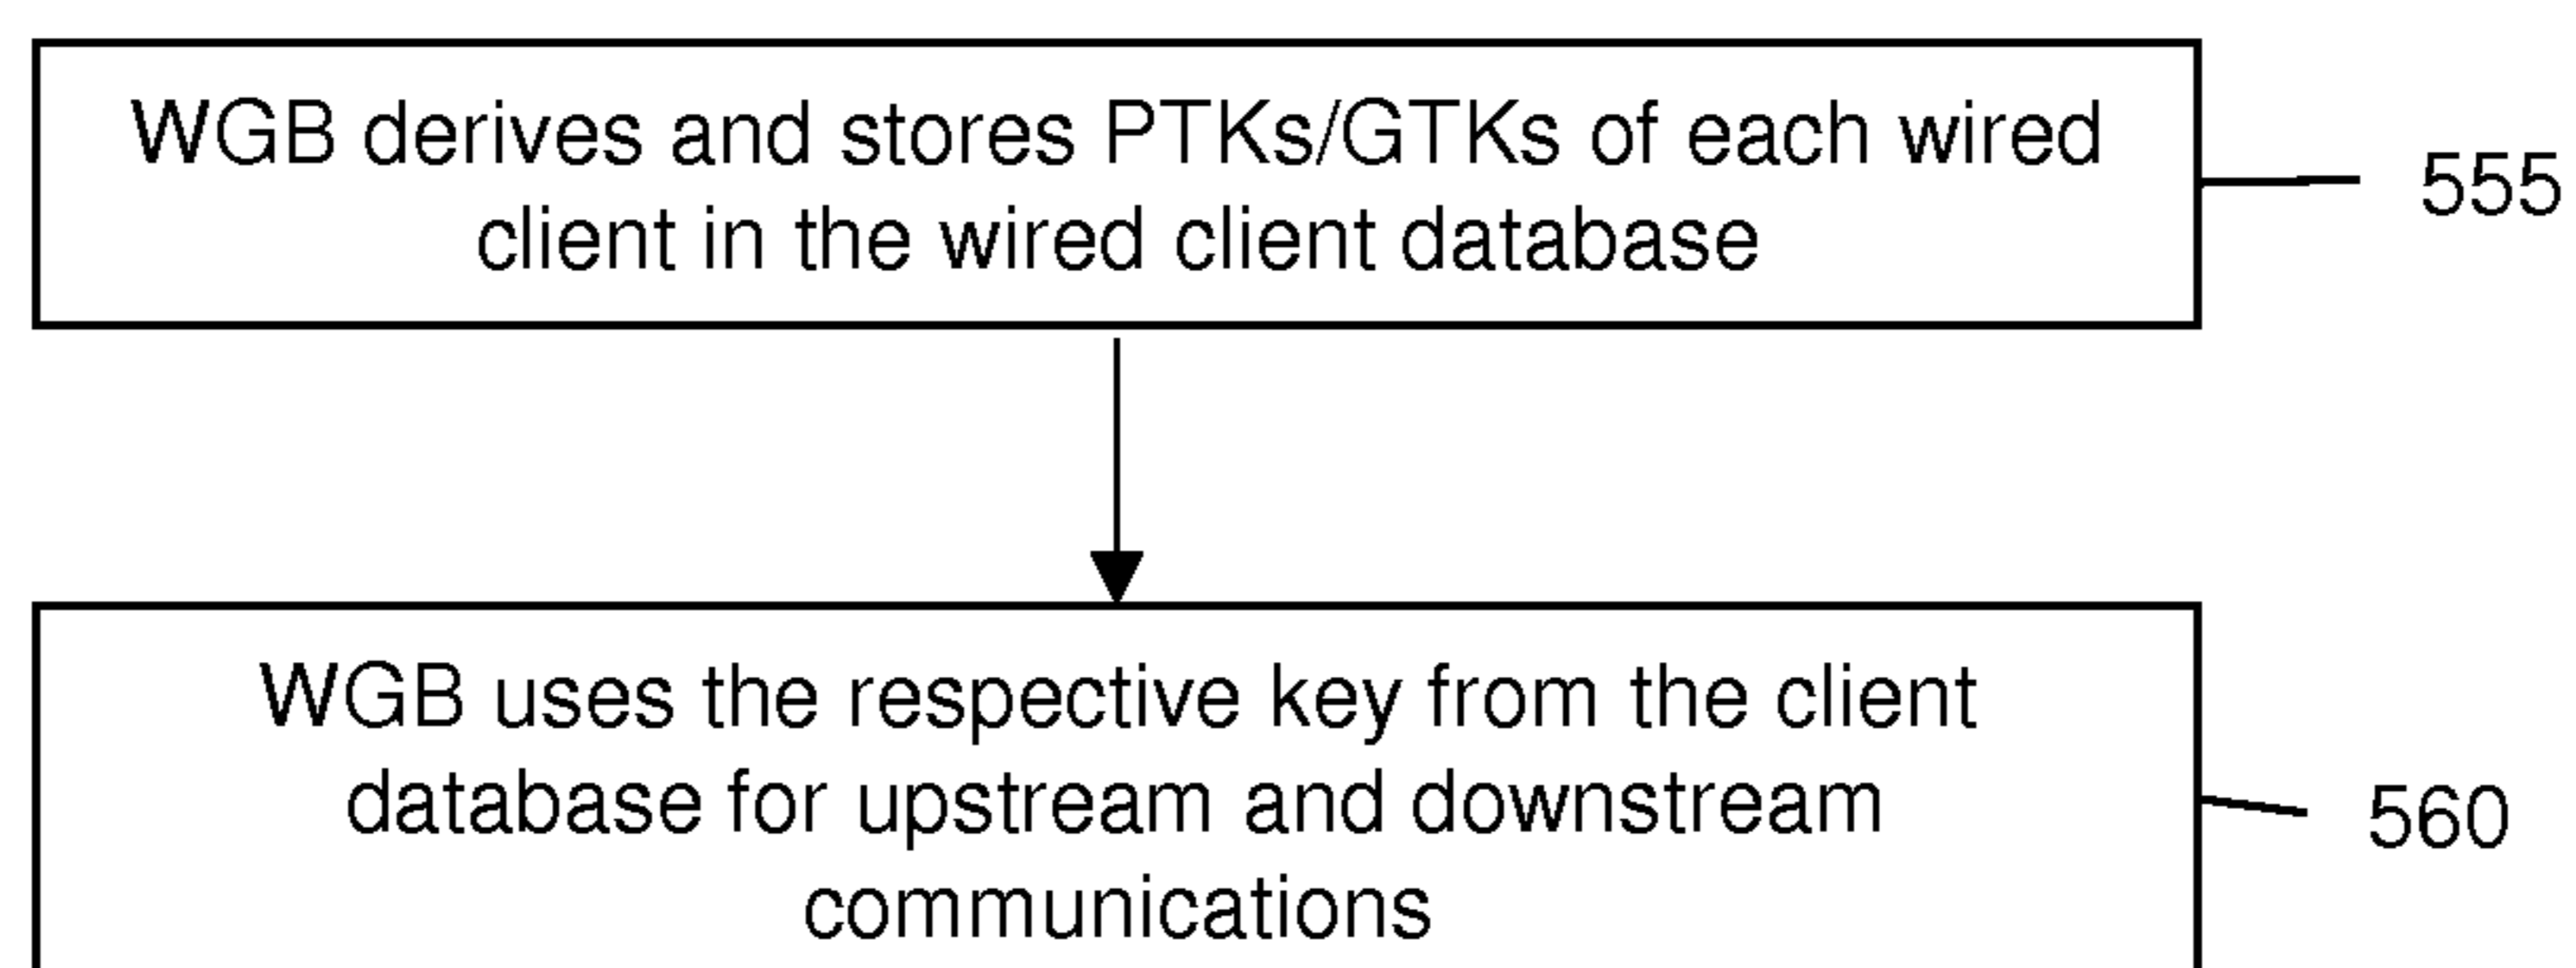 WGB derives and stores PTKs/GTKs of each wired
client in the wired client database
555
WGB uses the respective key from the client
database for upstream and downstream
communications
560